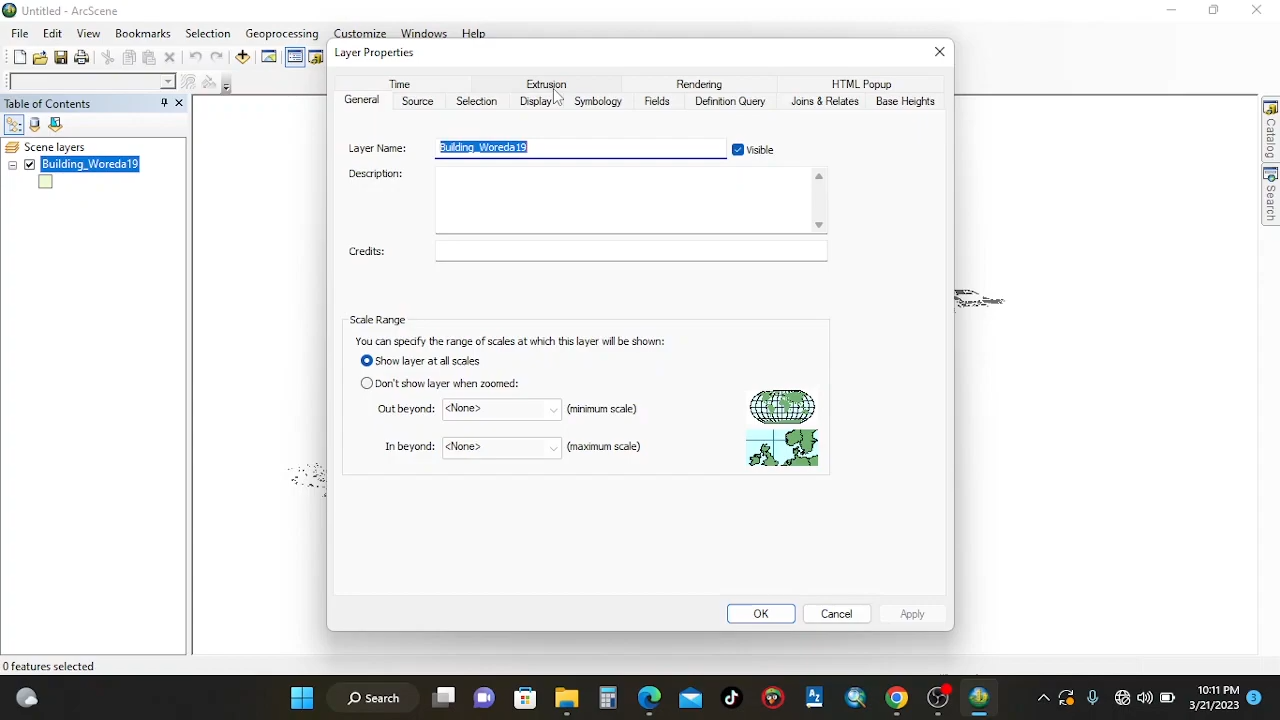 Untitled - ArcScene
File Edit View Bookmarks Selection Geoprocessing Customize Windows Help
Table of Contents
Scene layers
Building_Woreda19
Layer Properties
Time Extrusion Rendering HTML Popup
General Source Selection Display Symbology Fields Definition Query Joins & Relates Base Heights
Layer Name: Building_Woreda19 Visible
Description:
Credits:
Scale Range
You can specify the range of scales at which this layer will be shown:
Show layer at all scales
Don't show layer when zoomed:
Out beyond: <None> (minimum scale)
In beyond: <None> (maximum scale)
OK Cancel Apply
Catalog
Search
0 features selected
Search
10:11 PM
3/21/2023
3